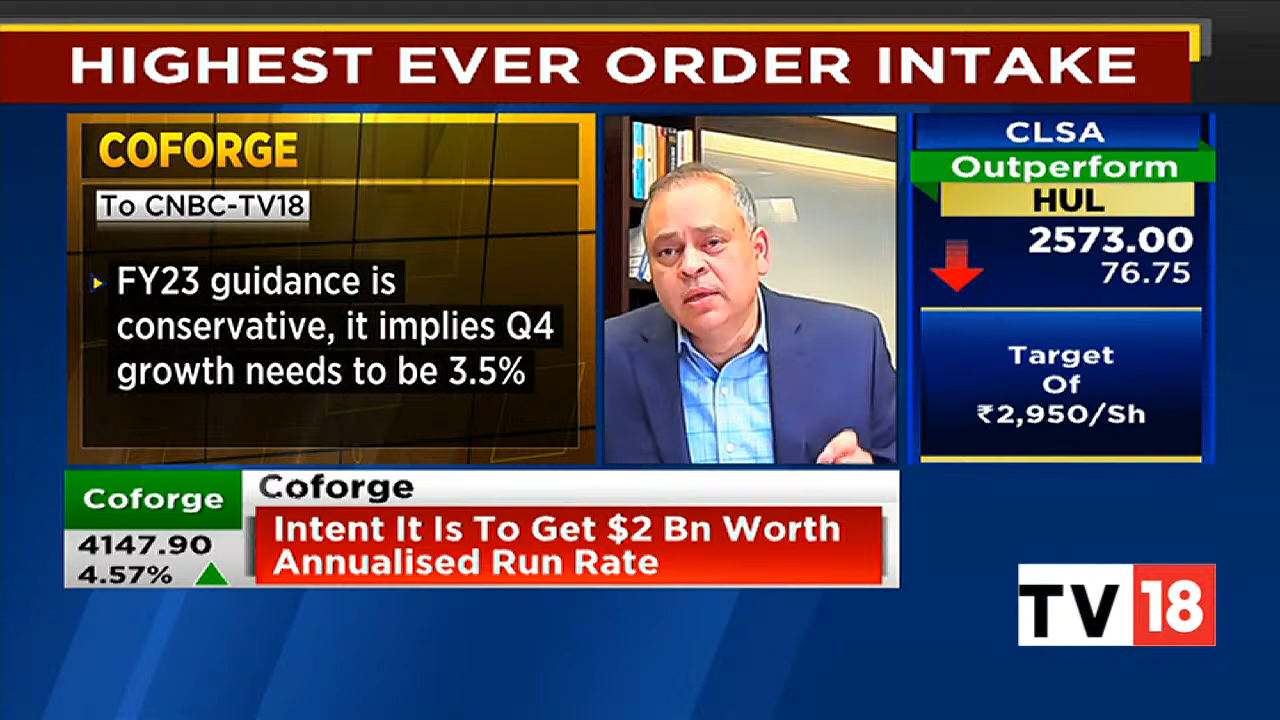 HIGHEST EVER ORDER INTAKE
COFORGE
To CNBC-TV18
FY23 guidance is
conservative, it implies Q4
growth needs to be 3.5%
CLSA
Outperform
HUL
2573.00
76.75
Target
Of
₹2,950/Sh
Coforge
4147.90
4.57%
Coforge
Intent It Is To Get $2 Bn Worth
Annualised Run Rate
TV18